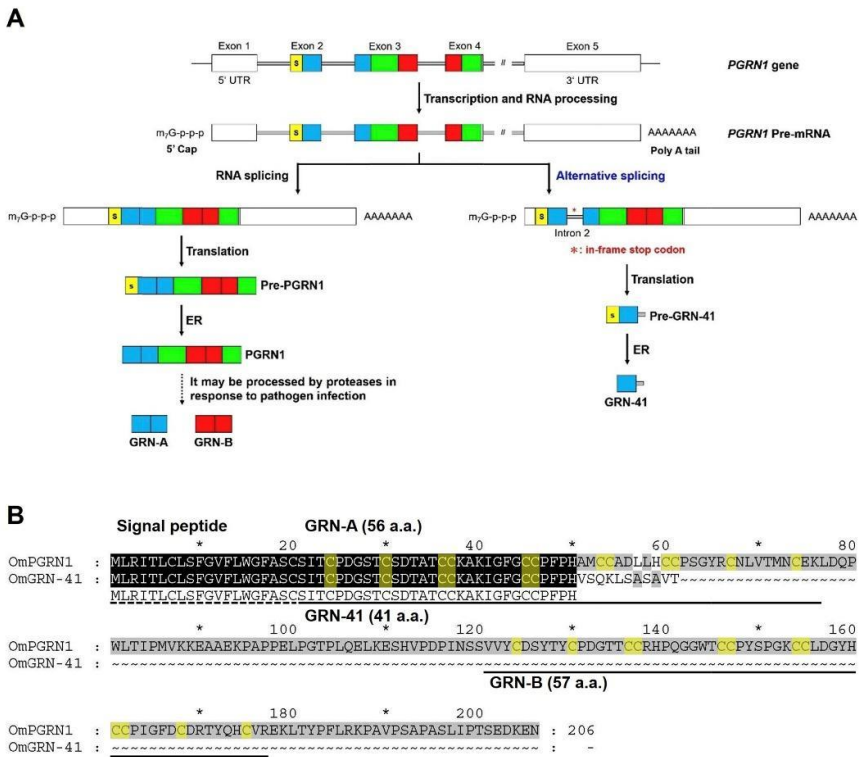 A
Exon 1 Exon 2 Exon 3 Exon 4 Exon 5
S // PGRN1 gene
5' UTR 3' UTR
Transcription and RNA processing
m7G-p-p-p // AAAAAAA PGRN1 Pre-mRNA
5' Cap S Poly A tail
RNA splicing Alternative splicing
m7G-p-p-p S AAAAAAA m7G-p-p-p S * AAAAAAA
Intron 2
*: in-frame stop codon
Translation Translation
S Pre-PGRN1 S Pre-GRN-41
ER ER
PGRN1 GRN-41
It may be processed by proteases in
response to pathogen infection
GRN-A GRN-B
B
Signal peptide GRN-A (56 a.a.)
* 20 * 40 * 60 *  80
OmPGRN1 : MLRITLCLSFGVFLWGFASCSITCPDGSTCSDTATCCKAKIGFGCCPFPHAMCCADLLHCCPSGYRCNLVTMNCEKLDQP
OmGRN-41 : MLRITLCLSFGVFLWGFASCSITCPDGSTCSDTATCCKAKIGFGCCPFPHVSQKLSASAVT~~~~~~~~~~~~~~~~~~~
MLRITLCLSFGVFLWGFASCSITCPDGSTCSDTATCCKAKIGFGCCPFPH
GRN-41 (41 a.a.)
* 100 * 120 * 140 * 160
OmPGRN1 : WLTIPMVKKEAAEKPAPPELPGTPLQELKESHVPDPINSSVVYCDSYTYCPDGTTCCRHPQGGWTCCPYSPGKCCLDGYH
OmGRN-41 : ~~~~~~~~~~~~~~~~~~~~~~~~~~~~~~~~~~~~~~~~~~~~~~~~~~~~~~~~~~~~~~~~~~~~~~~~~~~~~~~~
GRN-B (57 a.a.)
* 180 * 200
OmPGRN1 : CCPIGFDCDRTYQHCVREKLTYPFLRKPAVPSAPASLIPTSEDKEN : 206
OmGRN-41 : ~~~~~~~~~~~~~~~~~~~~~~~~~~~~~~~~~~~~~~~~~~~~~~ : -